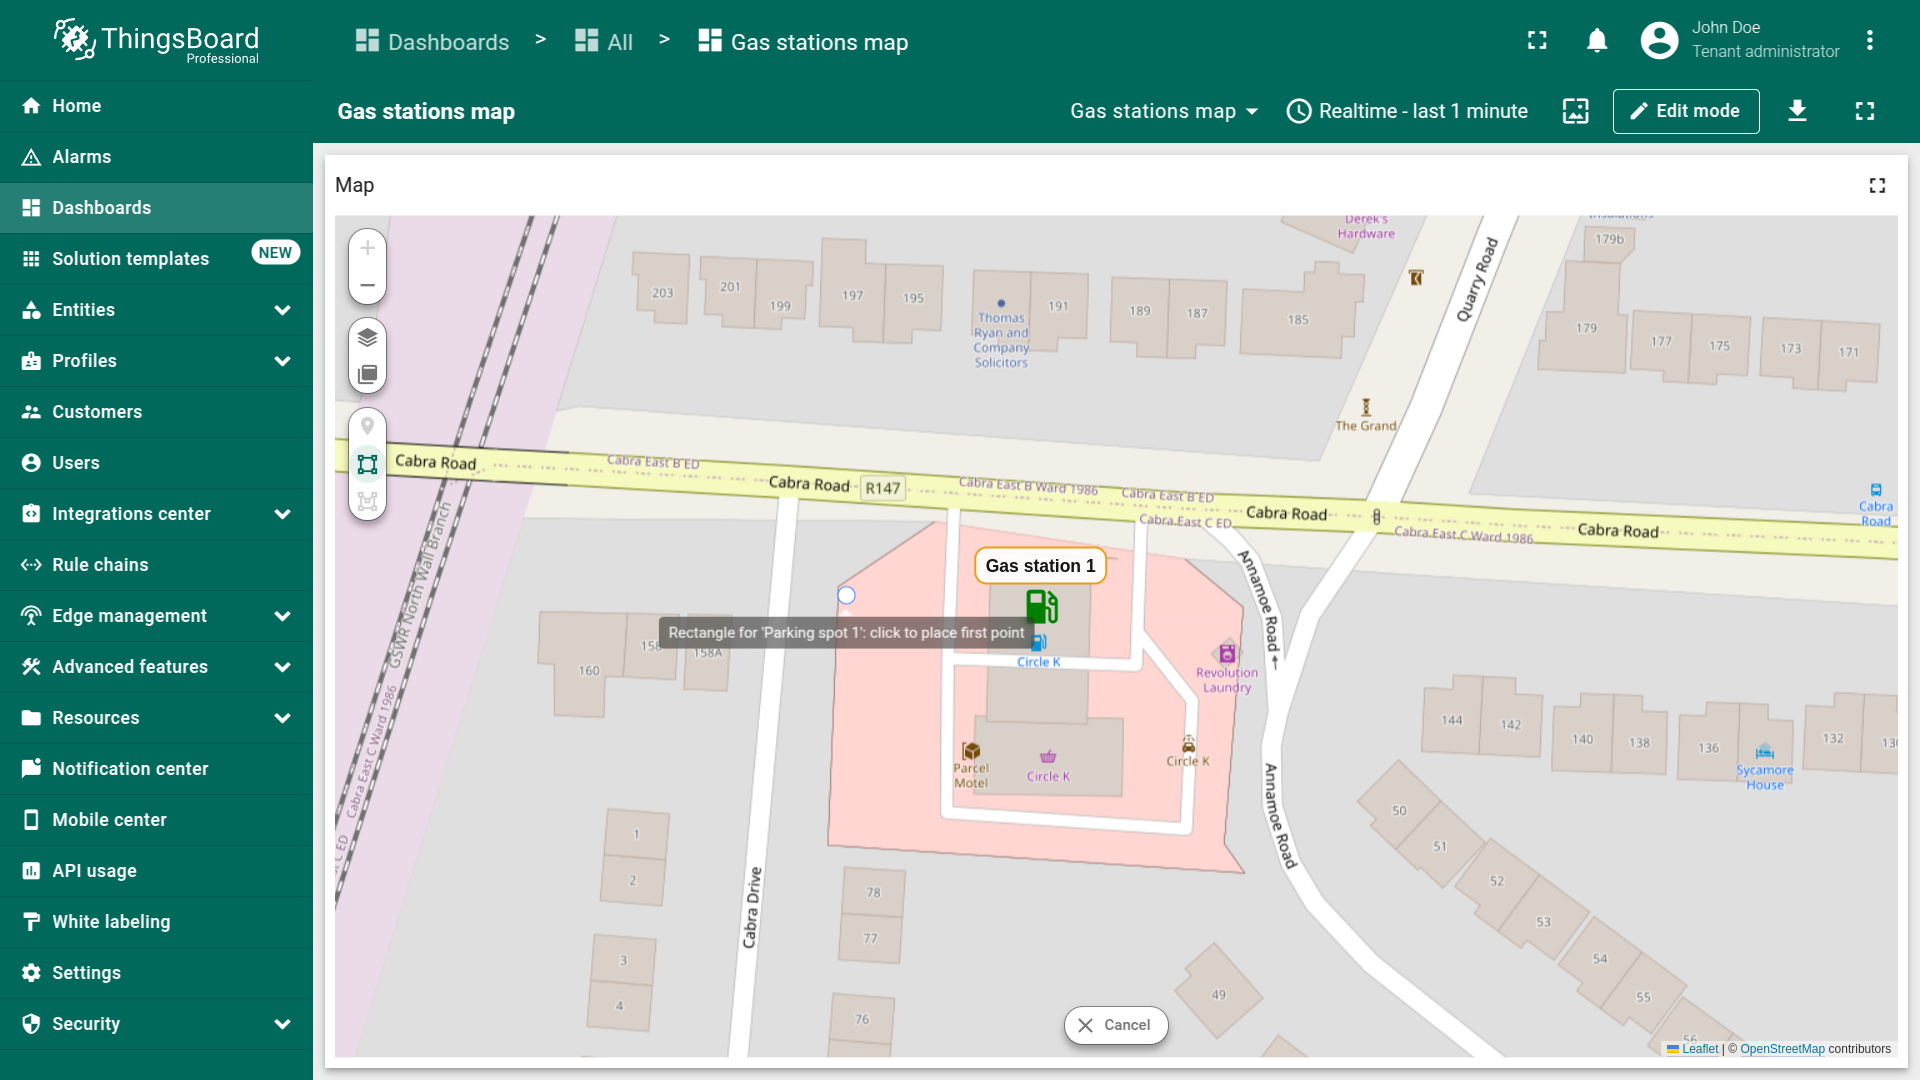 ThingsBoard
Professional
Dashboards > All > Gas stations map
John Doe
Tenant administrator
Home
Alarms
Dashboards
Solution templates NEW
Entities
Profiles
Customers
Users
Integrations center
Rule chains
Edge management
Advanced features
Resources
Notification center
Mobile center
API usage
White labeling
Settings
Security
Gas stations map
Gas stations map
Realtime - last 1 minute
Edit mode
Map
Derek's
Hardware
179b
Quarry Road
203
201
199
197
195
Thomas
Ryan and
Company
Solicitors
191
189
187
185
179
177
175
173
171
The Grand
Cabra Road
Cabra East B ED
Cabra Road
R147
Cabra East B Ward 1986
Cabra East B ED
Cabra East C ED
Cabra Road
Cabra East C Ward 1986
Cabra Road
Cabra
Road
GSWR North Wall Branch
Cabra East C Ward 1986
C ED
Gas station 1
Rectangle for 'Parking spot 1': click to place first point
Circle K
160
158
158A
Annamoe Road
Revolution
Laundry
Parcel
Motel
Circle K
Circle K
144
142
140
138
136
Sycamore
House
132
130
Annamoe Road
50
51
52
53
54
55
56
1
2
3
4
Cabra Drive
78
77
76
49
Cancel
Leaflet | © OpenStreetMap contributors